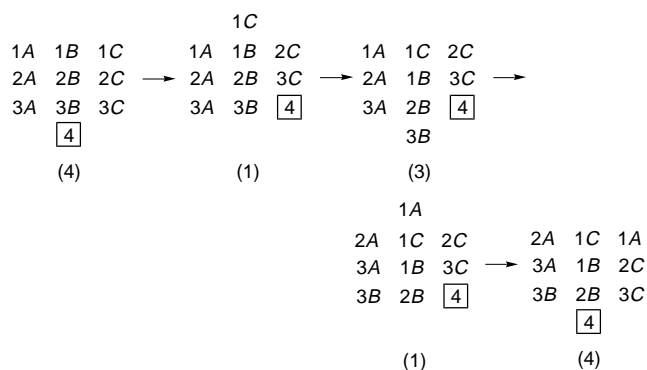 1C
1A 1B 1C 1A 1B 2C 1A 1C 2C
2A 2B 2C 2A 2B 3C 2A 1B 3C
3A 3B 3C 3A 3B 4 3A 2B 4
4 3B
(4) (1) (3)
1A
2A 1C 2C 2A 1C 1A
3A 1B 3C 3A 1B 2C
3B 2B 4 3B 2B 3C
4
(1) (4)